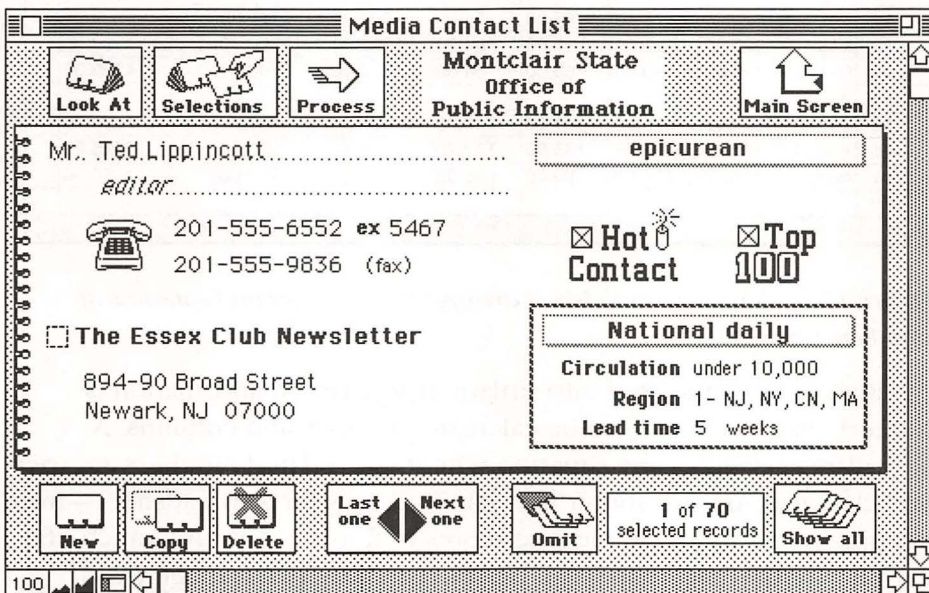 Media Contact List
Look At
Selections
Process
Montclair State
Office of
Public Information
Main Screen
Mr. Ted Lippincott
editor
epicurean
201-555-6552 ex 5467
201-555-9836 (fax)
Hot
Contact
Top
100
The Essex Club Newsletter
894-90 Broad Street
Newark, NJ 07000
National daily
Circulation under 10,000
Region 1- NJ, NY, CN, MA
Lead time 5 weeks
New
Copy
Delete
Last
one
Next
one
Omit
1 of 70
selected records
Show all
100